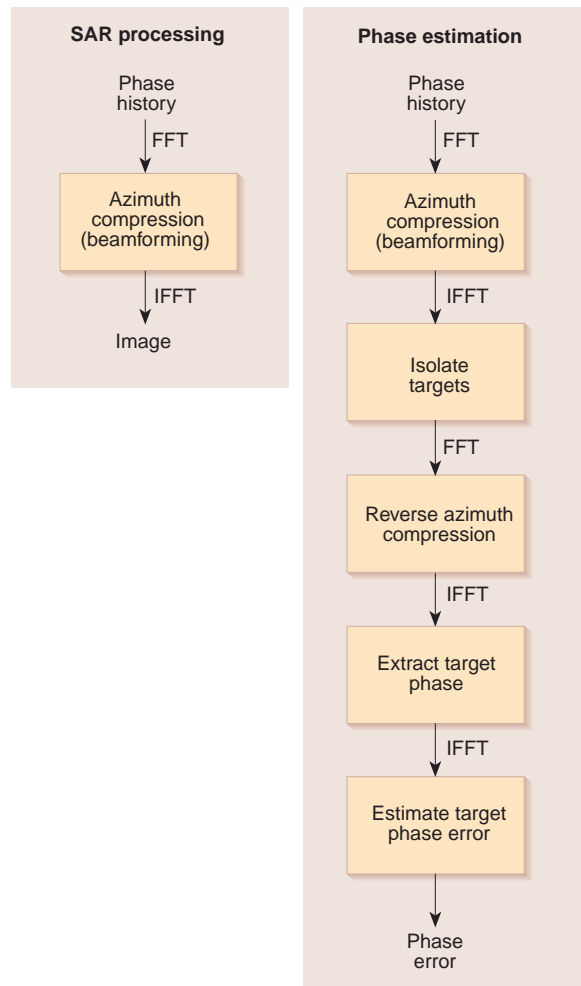 SAR processing
Phase
history
FFT
Azimuth
compression
(beamforming)
IFFT
Image
Phase estimation
Phase
history
FFT
Azimuth
compression
(beamforming)
IFFT
Isolate
targets
FFT
Reverse azimuth
compression
IFFT
Extract target
phase
IFFT
Estimate target
phase error
Phase
error